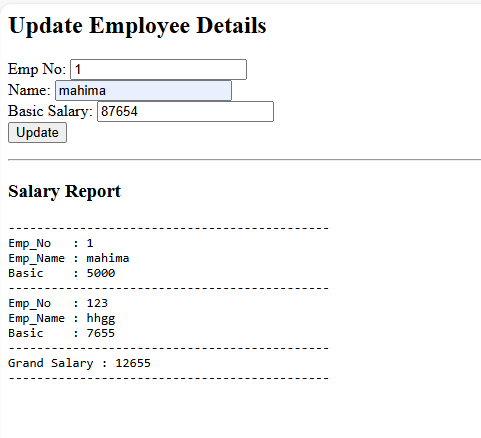 Update Employee Details
Emp No: 1
Name: mahima
Basic Salary: 87654
Update
Salary Report
---------------------------------------------
Emp_No   : 1
Emp_Name : mahima
Basic    : 5000
---------------------------------------------
Emp_No   : 123
Emp_Name : hhgg
Basic    : 7655
---------------------------------------------
Grand Salary : 12655
---------------------------------------------